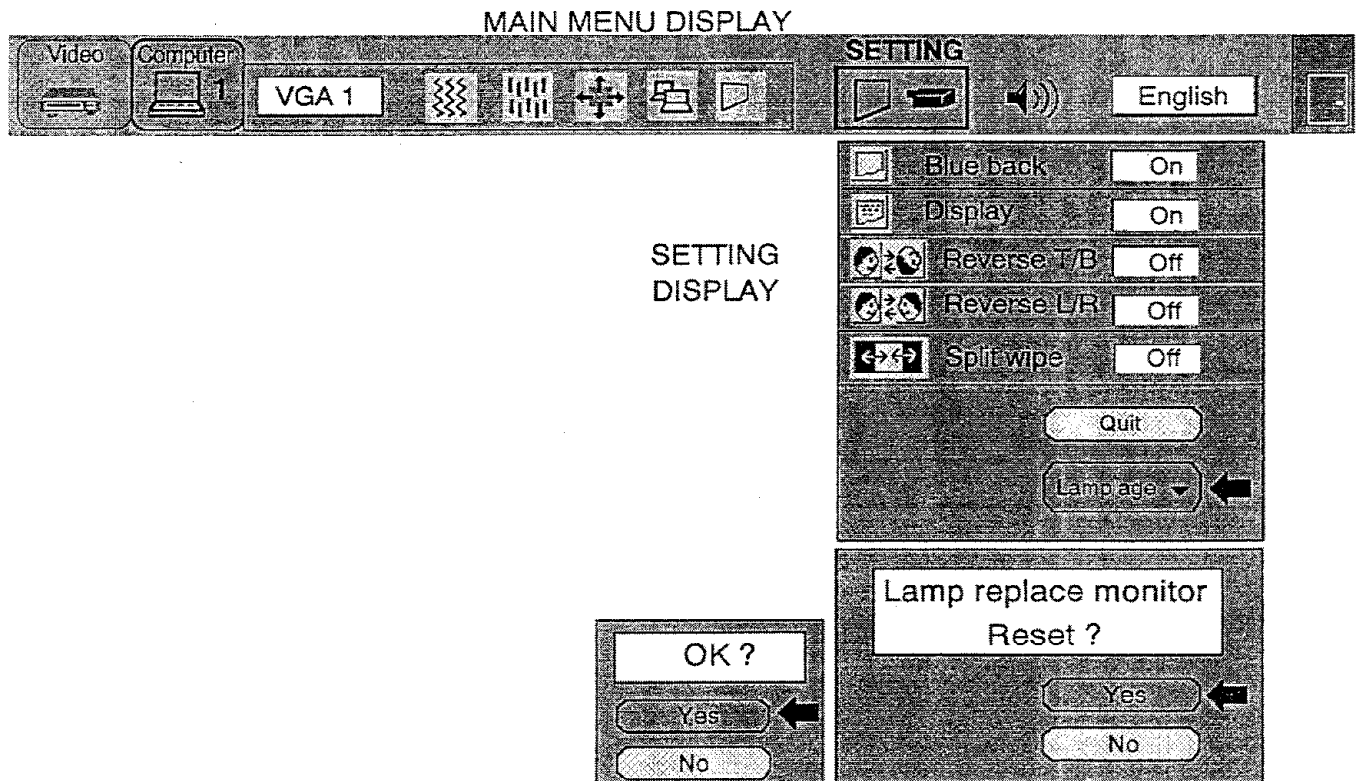 MAIN MENU DISPLAY
Video
Computer
1
VGA 1
SETTING
English
Blue back On
Display On
Reverse T/B Off
Reverse L/R Off
Split wipe Off
SETTING
DISPLAY
Quit
Lamp age
Lamp replace monitor
Reset ?
Yes
No
OK ?
Yes
No